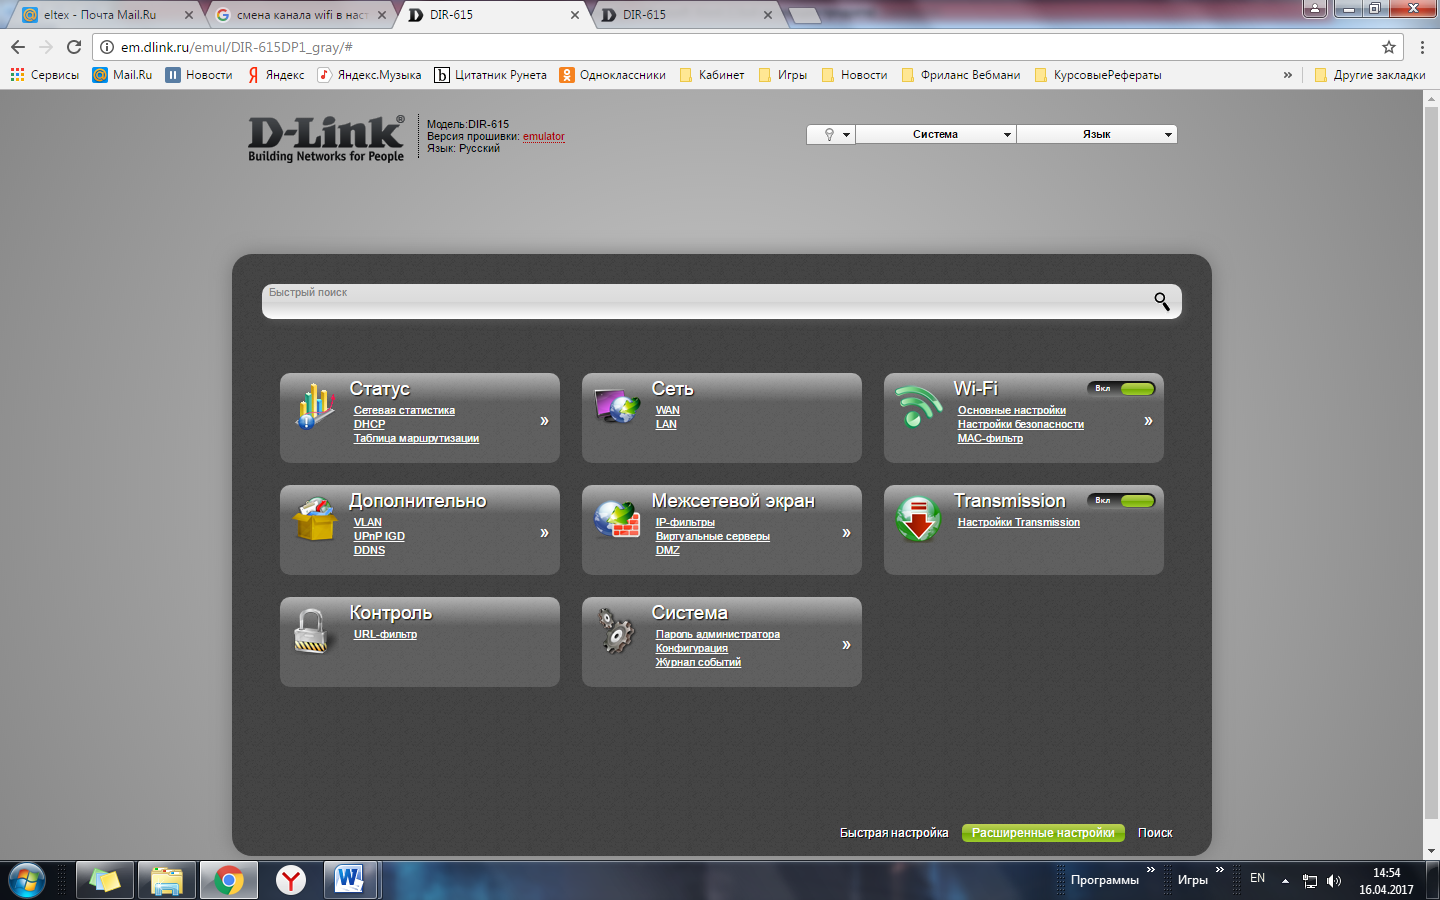 eltex - Почта Mail.Ru
смена канала wifi в наст
DIR-615
DIR-615
em.dlink.ru/emul/DIR-615DP1_gray/#
Сервисы
Mail.Ru
Новости
Яндекс
Яндекс.Музыка
Цитатник Рунета
Одноклассники
Кабинет
Игры
Новости
Фриланс Вебмани
КурсовыеРефераты
»
Другие закладки
D-Link®
Building Networks for People
Модель:DIR-615
Версия прошивки: emulator
Язык: Русский
Система
Язык
Быстрый поиск
Статус
Сетевая статистика
DHCP
Таблица маршрутизации
»
Сеть
WAN
LAN
Wi-Fi
Вкл
Основные настройки
Настройки безопасности
MAC-фильтр
»
Дополнительно
VLAN
UPnP IGD
DDNS
»
Межсетевой экран
IP-фильтры
Виртуальные серверы
DMZ
»
Transmission
Вкл
Настройки Transmission
Контроль
URL-фильтр
Система
Пароль администратора
Конфигурация
Журнал событий
»
Быстрая настройка
Расширенные настройки
Поиск
Программы
»
Игры
»
EN
14:54
16.04.2017